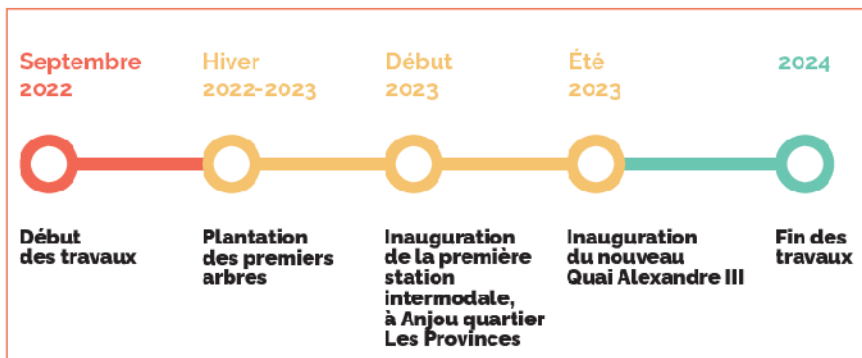 Septembre
2022
Hiver
2022-2023
Début
2023
Été
2023
2024
Début
des travaux
Plantation
des premiers
arbres
Inauguration
de la première
station
intermodale,
à Anjou quartier
Les Provinces
Inauguration
du nouveau
Quai Alexandre III
Fin des
travaux